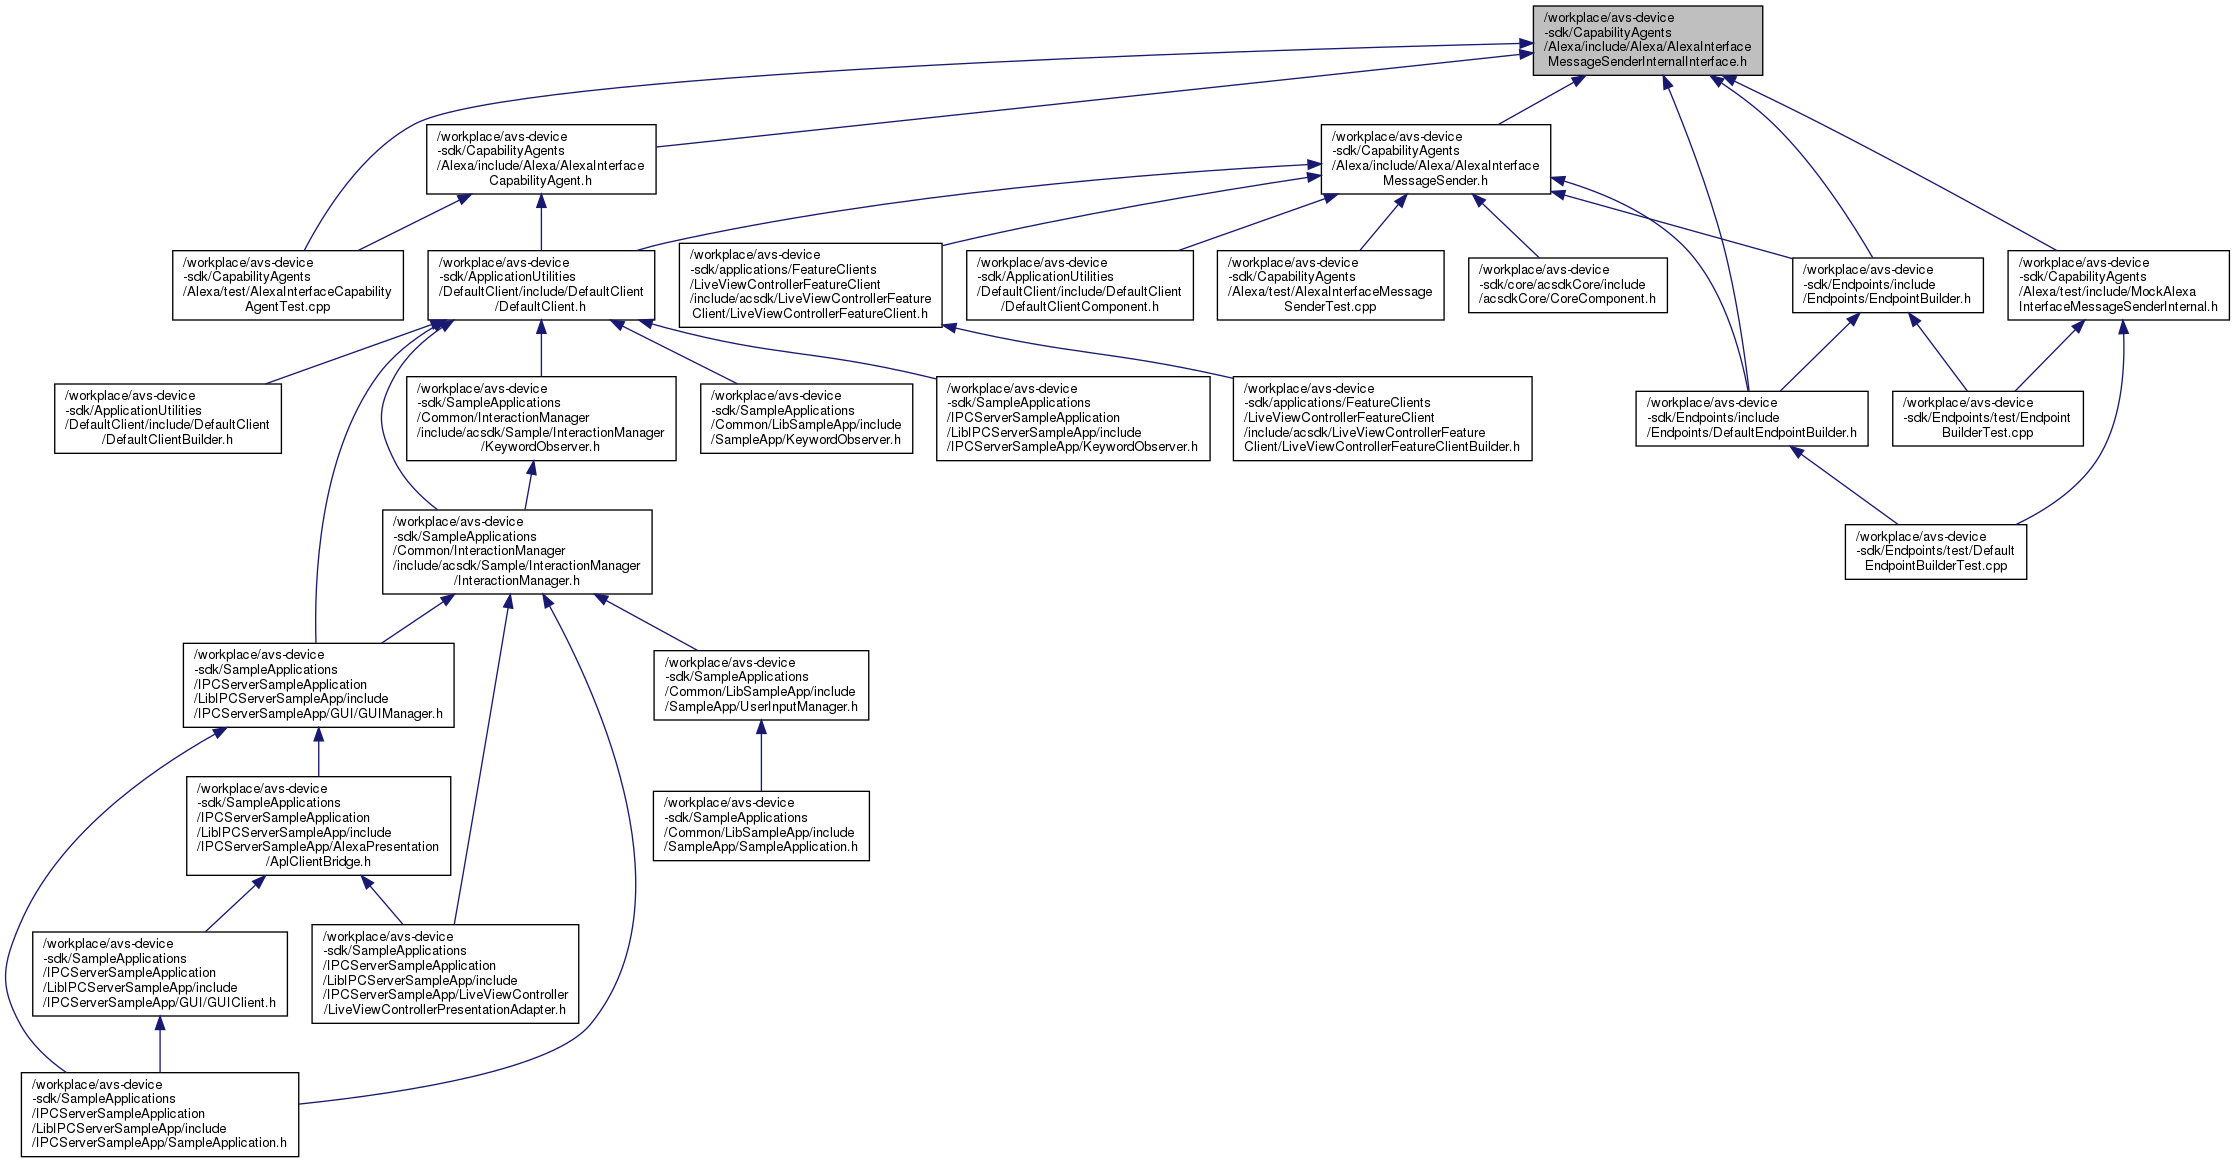 /workplace/avs-device
-sdk/CapabilityAgents
/Alexa/include/Alexa/AlexaInterface
MessageSenderInternalInterface.h
/workplace/avs-device
-sdk/CapabilityAgents
/Alexa/include/Alexa/AlexaInterface
CapabilityAgent.h
/workplace/avs-device
-sdk/CapabilityAgents
/Alexa/include/Alexa/AlexaInterface
MessageSender.h
/workplace/avs-device
-sdk/CapabilityAgents
/Alexa/test/AlexaInterfaceCapability
AgentTest.cpp
/workplace/avs-device
-sdk/ApplicationUtilities
/DefaultClient/include/DefaultClient
/DefaultClient.h
/workplace/avs-device
-sdk/applications/FeatureClients
/LiveViewControllerFeatureClient
/include/acsdk/LiveViewControllerFeature
Client/LiveViewControllerFeatureClient.h
/workplace/avs-device
-sdk/ApplicationUtilities
/DefaultClient/include/DefaultClient
/DefaultClientComponent.h
/workplace/avs-device
-sdk/CapabilityAgents
/Alexa/test/AlexaInterfaceMessage
SenderTest.cpp
/workplace/avs-device
-sdk/core/acsdkCore/include
/acsdkCore/CoreComponent.h
/workplace/avs-device
-sdk/Endpoints/include
/Endpoints/EndpointBuilder.h
/workplace/avs-device
-sdk/CapabilityAgents
/Alexa/test/include/MockAlexa
InterfaceMessageSenderInternal.h
/workplace/avs-device
-sdk/ApplicationUtilities
/DefaultClient/include/DefaultClient
/DefaultClientBuilder.h
/workplace/avs-device
-sdk/SampleApplications
/Common/InteractionManager
/include/acsdk/Sample/InteractionManager
/KeywordObserver.h
/workplace/avs-device
-sdk/SampleApplications
/Common/LibSampleApp/include
/SampleApp/KeywordObserver.h
/workplace/avs-device
-sdk/SampleApplications
/IPCServerSampleApplication
/LibIPCServerSampleApp/include
/IPCServerSampleApp/KeywordObserver.h
/workplace/avs-device
-sdk/applications/FeatureClients
/LiveViewControllerFeatureClient
/include/acsdk/LiveViewControllerFeature
Client/LiveViewControllerFeatureClientBuilder.h
/workplace/avs-device
-sdk/Endpoints/include
/Endpoints/DefaultEndpointBuilder.h
/workplace/avs-device
-sdk/Endpoints/test/Endpoint
BuilderTest.cpp
/workplace/avs-device
-sdk/SampleApplications
/Common/InteractionManager
/include/acsdk/Sample/InteractionManager
/InteractionManager.h
/workplace/avs-device
-sdk/Endpoints/test/Default
EndpointBuilderTest.cpp
/workplace/avs-device
-sdk/SampleApplications
/IPCServerSampleApplication
/LibIPCServerSampleApp/include
/IPCServerSampleApp/GUI/GUIManager.h
/workplace/avs-device
-sdk/SampleApplications
/Common/LibSampleApp/include
/SampleApp/UserInputManager.h
/workplace/avs-device
-sdk/SampleApplications
/IPCServerSampleApplication
/LibIPCServerSampleApp/include
/IPCServerSampleApp/AlexaPresentation
/AplClientBridge.h
/workplace/avs-device
-sdk/SampleApplications
/Common/LibSampleApp/include
/SampleApp/SampleApplication.h
/workplace/avs-device
-sdk/SampleApplications
/IPCServerSampleApplication
/LibIPCServerSampleApp/include
/IPCServerSampleApp/GUI/GUIClient.h
/workplace/avs-device
-sdk/SampleApplications
/IPCServerSampleApplication
/LibIPCServerSampleApp/include
/IPCServerSampleApp/LiveViewController
/LiveViewControllerPresentationAdapter.h
/workplace/avs-device
-sdk/SampleApplications
/IPCServerSampleApplication
/LibIPCServerSampleApp/include
/IPCServerSampleApp/SampleApplication.h